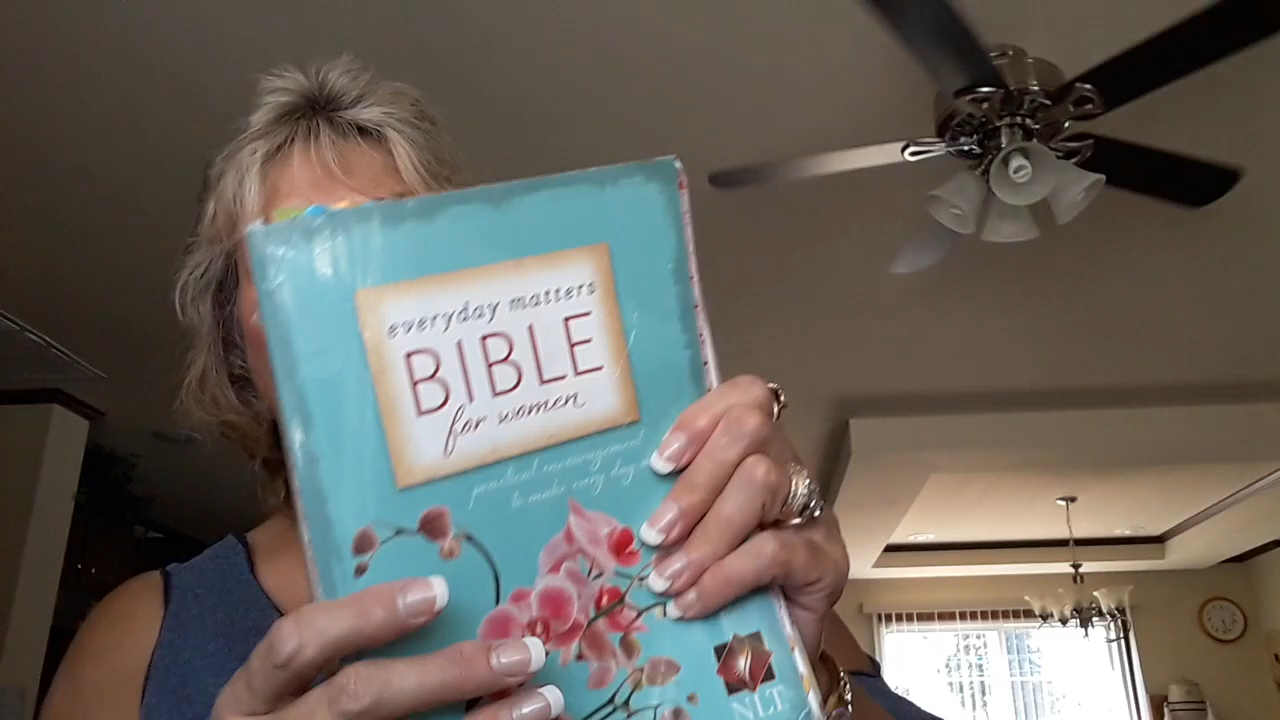 everyday matters
BIBLE
for women
practical encouragement
to make every day
NLT